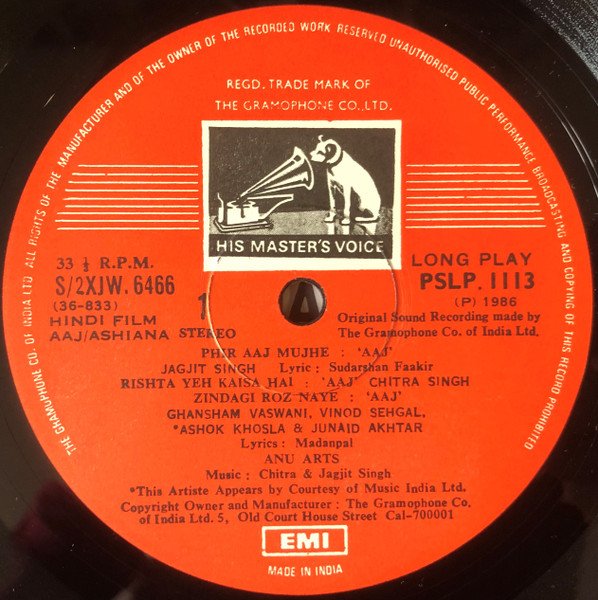 ALL RIGHTS OF THE MANUFACTURER AND OF THE OWNER OF THE RECORDED WORK RESERVED UNAUTHORISED PUBLIC PERFORMANCE BROADCASTING AND COPYING OF THIS RECORD PROHIBITED
THE GRAMOPHONE CO. OF INDIA LTD.
REGD. TRADE MARK OF
THE GRAMOPHONE CO., LTD.
HIS MASTER'S VOICE
33 ⅓ R.P.M.
S/2XJW. 6466
(36-833)
HINDI FILM
AAJ/ASHIANA STEREO
1
A
LONG PLAY
PSLP. 1113
(P) 1986
Original Sound Recording made by
The Gramophone Co. of India Ltd.
PHIR AAJ MUJHE : 'AAJ'
JAGJIT SINGH Lyric : Sudarshan Faakir
RISHTA YEH KAISA HAI : 'AAJ' CHITRA SINGH
ZINDAGI ROZ NAYE : 'AAJ'
GHANSHAM VASWANI, VINOD SEHGAL,
*ASHOK KHOSLA & JUNAID AKHTAR
Lyrics : Madanpal
ANU ARTS
Music : Chitra & Jagjit Singh
*This Artiste Appears by Courtesy of Music India Ltd.
Copyright Owner and Manufacturer : The Gramophone Co.
of India Ltd. 5, Old Court House Street Cal-700001
EMI
MADE IN INDIA